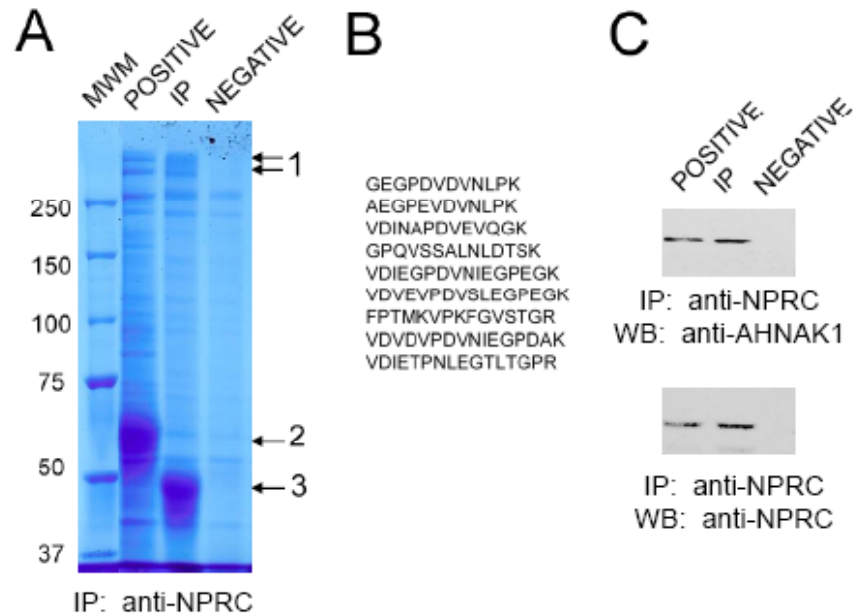 A
MWM
POSITIVE
IP
NEGATIVE
250
150
100
75
50
37
1
2
3
IP: anti-NPRC
B
GEGPDVDVNLPK
AEGPEVDVNLPK
VDINAPDVEVQGK
GPQVSSALNLDTSK
VDIEGPDVNIEGPEGK
VDVEVPDVSLEGPEGK
FPTMKVPKFGVSTGR
VDVDVPDVNIEGPDAK
VDIETPNLEGTLTGPR
C
POSITIVE
IP
NEGATIVE
IP: anti-NPRC
WB: anti-AHNAK1
IP: anti-NPRC
WB: anti-NPRC